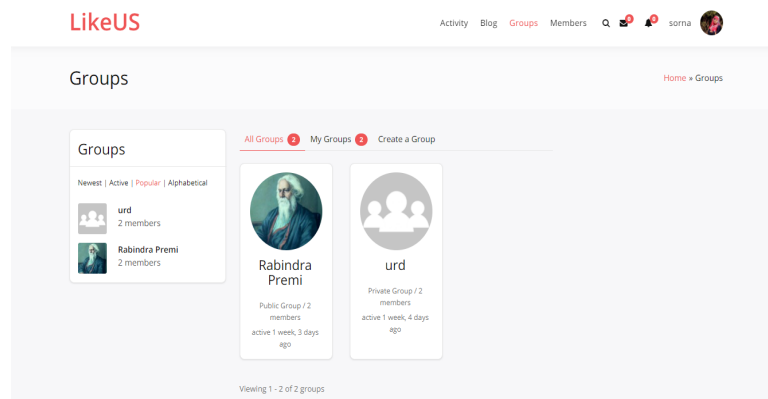 LikeUS
Activity Blog Groups Members 0 0 sorna
Groups
Home » Groups
Groups
Newest | Active | Popular | Alphabetical
urd
2 members
Rabindra Premi
2 members
All Groups 2 My Groups 2 Create a Group
Rabindra
Premi
Public Group / 2
members
active 1 week, 3 days
ago
urd
Private Group / 2
members
active 1 week, 4 days
ago
Viewing 1 - 2 of 2 groups